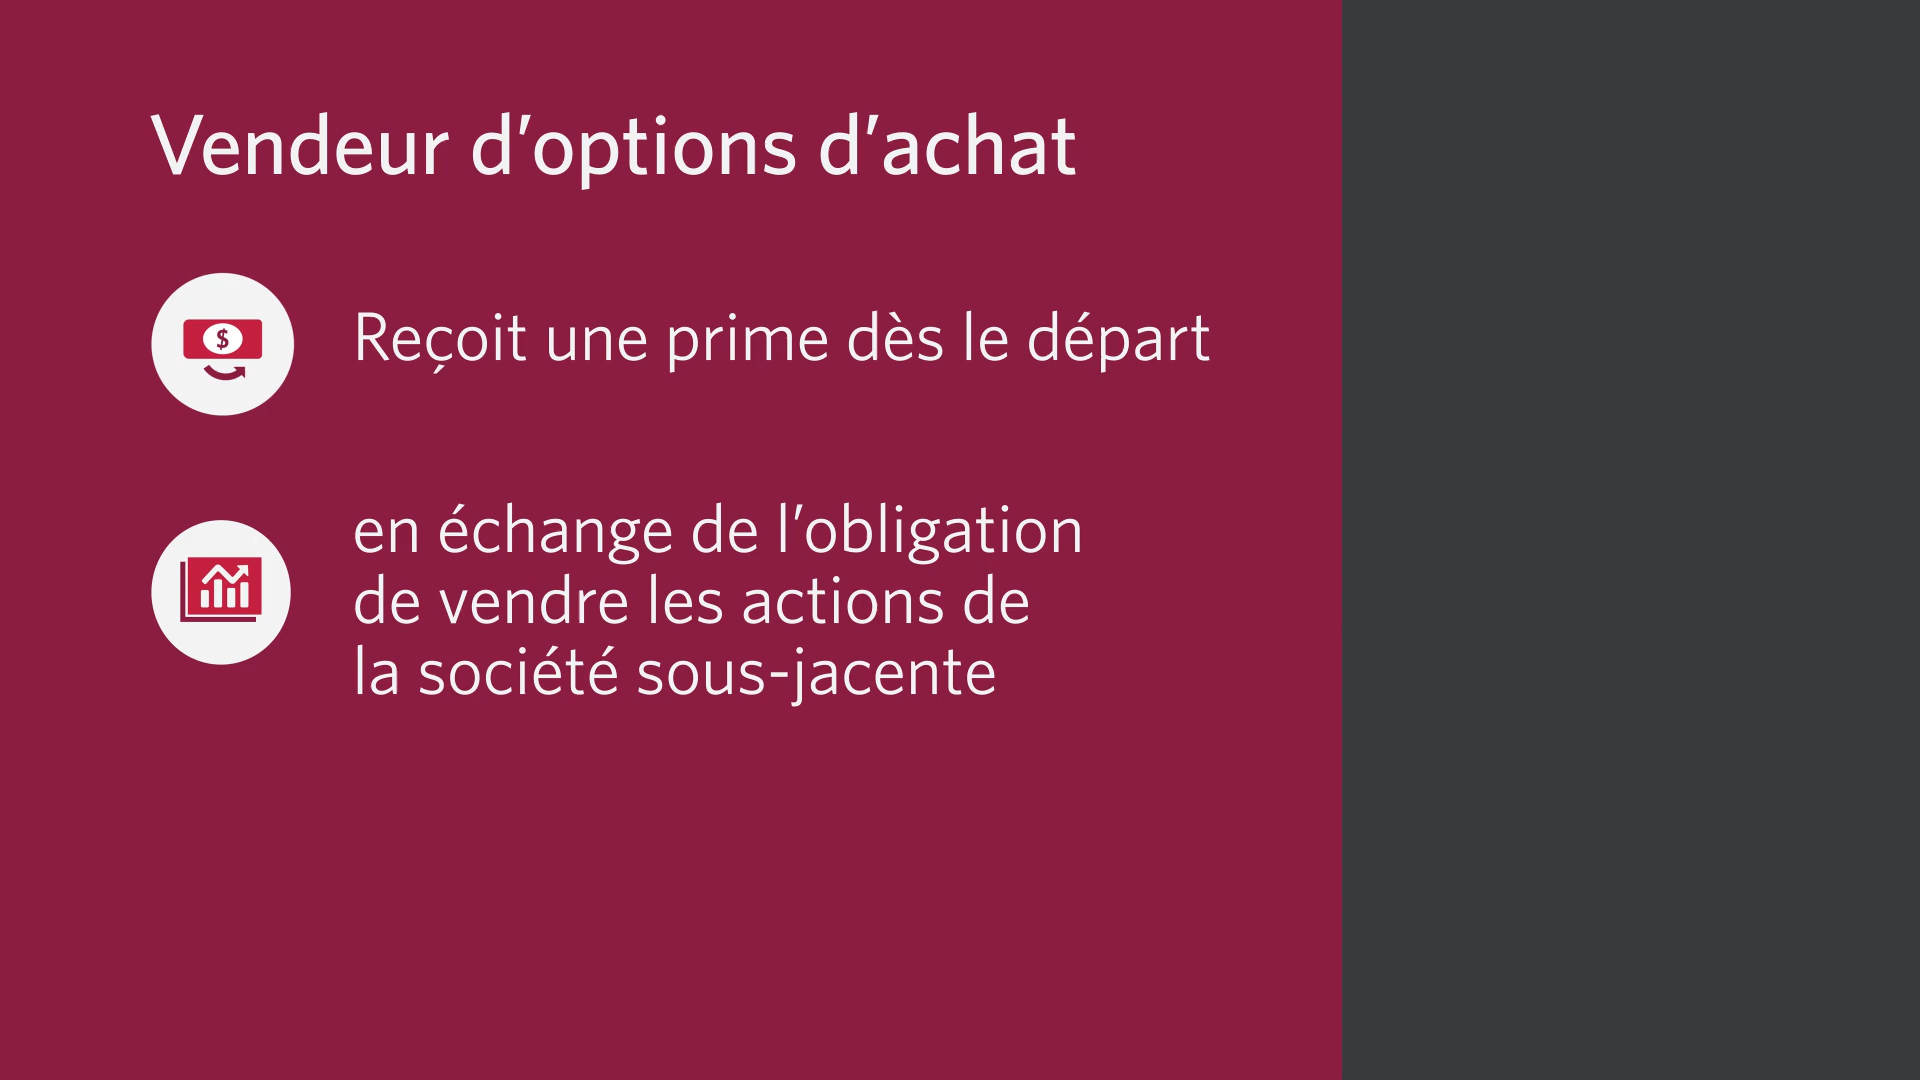 Vendeur d’options d’achat
$
Reçoit une prime dès le départ
en échange de l’obligation
de vendre les actions de
la société sous-jacente